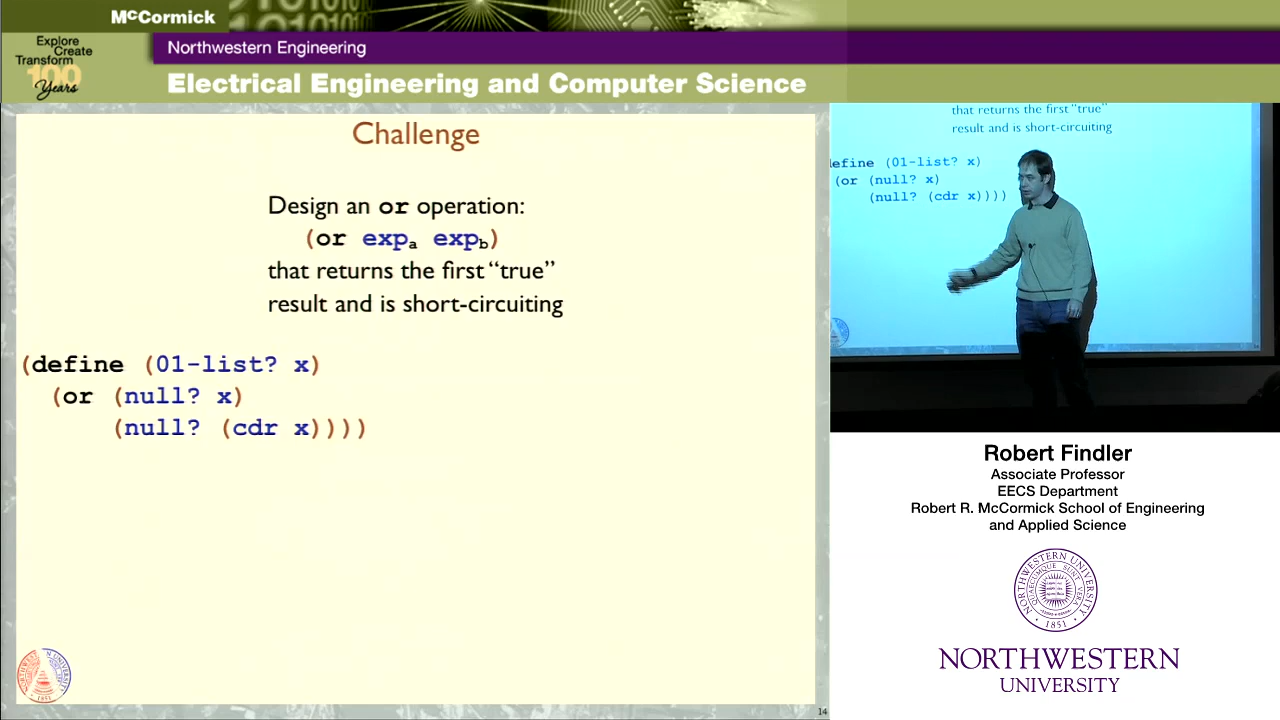 McCormick
Northwestern Engineering
Electrical Engineering and Computer Science
Explore
Create
Transform
100
Years
Challenge
Design an or operation:
(or expa expb)
that returns the first “true”
result and is short-circuiting
(define (01-list? x)
(or (null? x)
(null? (cdr x))))
14
that returns the first “true”
result and is short-circuiting
efine (01-list? x)
(or (null? x)
(null? (cdr x))))
Robert Findler
Associate Professor
EECS Department
Robert R. McCormick School of Engineering
and Applied Science
NORTHWESTERN
UNIVERSITY
1851